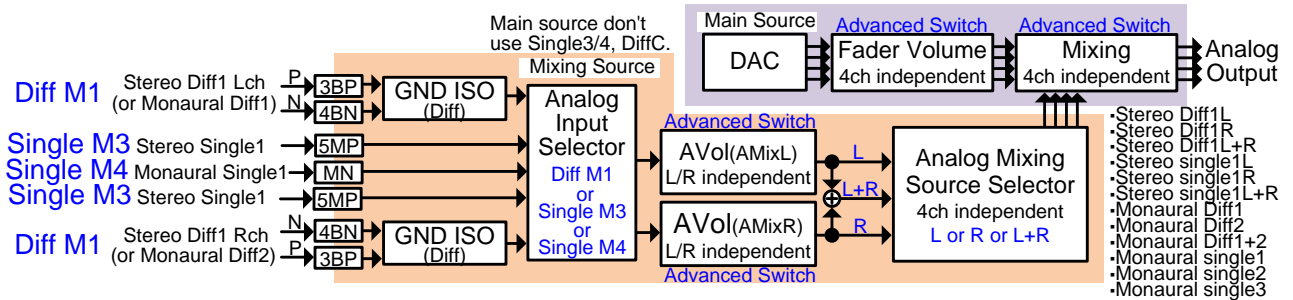 Main source don't
use Single3/4, DiffC.
Mixing Source
Main Source
DAC
Advanced Switch
Fader Volume
4ch independent
Advanced Switch
Mixing
4ch independent
Analog
Output
Diff M1
Stereo Diff1 Lch
(or Monaural Diff1)
P
N
3BP
4BN
GND ISO
(Diff)
Single M3
Stereo Single1
5MP
Single M4
Monaural Single1
MN
Single M3
Stereo Single1
5MP
Diff M1
Stereo Diff1 Rch
(or Monaural Diff2)
N
P
4BN
3BP
GND ISO
(Diff)
Analog
Input
Selector
Diff M1
or
Single M3
or
Single M4
Advanced Switch
AVol(AMixL)
L/R independent
AVol(AMixR)
L/R independent
Advanced Switch
L
L+R
R
Analog Mixing
Source Selector
4ch independent
L or R or L+R
▪Stereo Diff1L
▪Stereo Diff1R
▪Stereo Diff1L+R
▪Stereo single1L
▪Stereo single1R
▪Stereo single1L+R
▪Monaural Diff1
▪Monaural Diff2
▪Monaural Diff1+2
▪Monaural single1
▪Monaural single2
▪Monaural single3